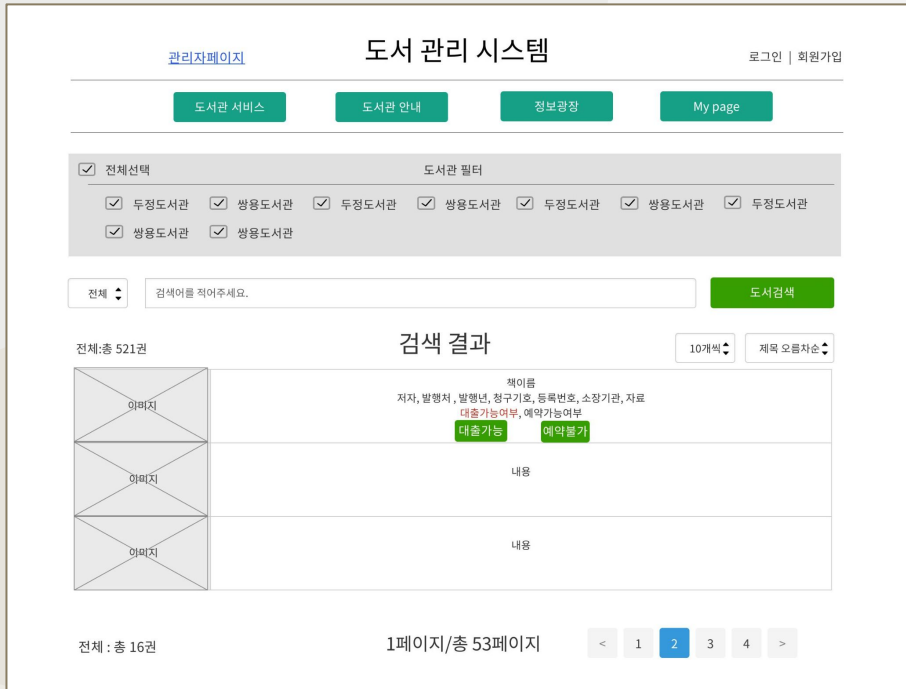 관리자페이지
도서 관리 시스템
로그인 | 회원가입
도서관 서비스 도서관 안내 정보광장 My page
전체선택 도서관 필터
두정도서관 쌍용도서관 두정도서관 쌍용도서관 두정도서관 쌍용도서관 두정도서관
쌍용도서관 쌍용도서관
전체 검색어를 적어주세요. 도서검색
전체:총 521권 검색 결과 10개씩 제목 오름차순
이미지
책이름
저자, 발행처 , 발행년, 청구기호, 등록번호, 소장기관, 자료
대출가능여부, 예약가능여부
대출가능 예약불가
이미지 내용
이미지 내용
전체 : 총 16권 1페이지/총 53페이지 < 1 2 3 4 >